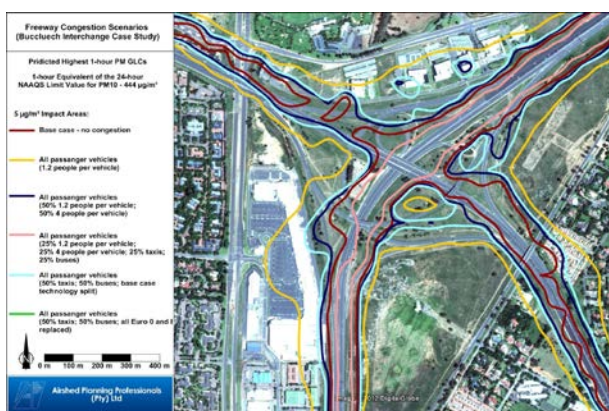 Freeway Congestion Scenarios
(Buccluech Interchange Case Study)
Pridicted Highest 1-hour PM GLCs
1-hour Equivalent of the 24-hour
NAAQS Limit Value for PM10 - 444 µg/m³
5 µg/m³ Impact Areas:
Base case - no congestion
All passenger vehicles
(1.2 people per vehicle)
All passenger vehicles
(50% 1.2 people per vehicle;
50% 4 people per vehicle)
All passenger vehicles
(25% 1.2 people per vehicle;
25% 4 people per vehicle; 25% taxis;
25% buses)
All passenger vehicles
(50% taxis; 50% buses; base case
technology split)
All passenger vehicles
(50% taxis; 50% buses; all Euro 0 and
replaced)
0 m 100 m 200 m 300 m 400 m
Airshed Planning Professionals
(Pty) Ltd